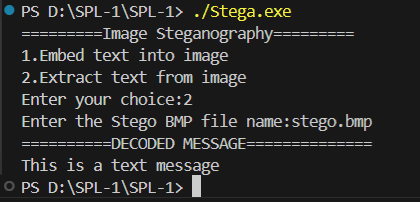 PS D:\SPL-1\SPL-1> ./Stega.exe
=========Image Steganography=========
1.Embed text into image
2.Extract text from image
Enter your choice:2
Enter the Stego BMP file name:stego.bmp
==========DECODED MESSAGE==============
This is a text message
PS D:\SPL-1\SPL-1>